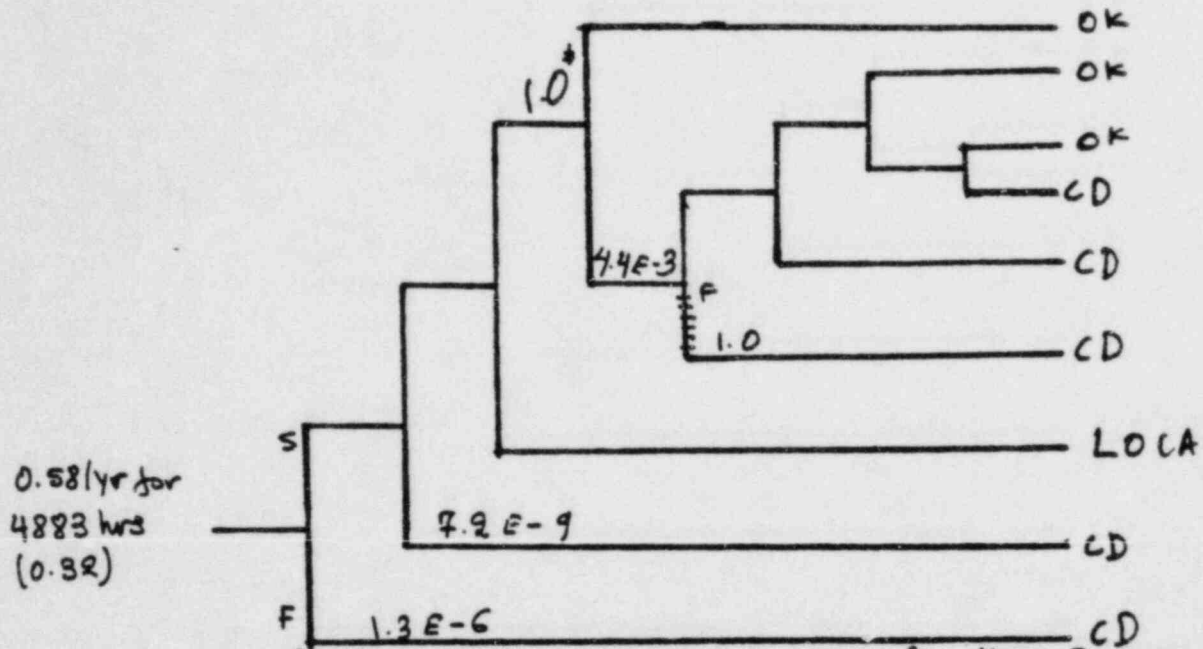 OK
1.0*
OK
OK
CD
4.4E-3
CD
F
1.0
CD
S
LOCA
0.58/yr for
4883 hrs
(0.32)
7.2 E-9
CD
F
1.3 E-6
CD